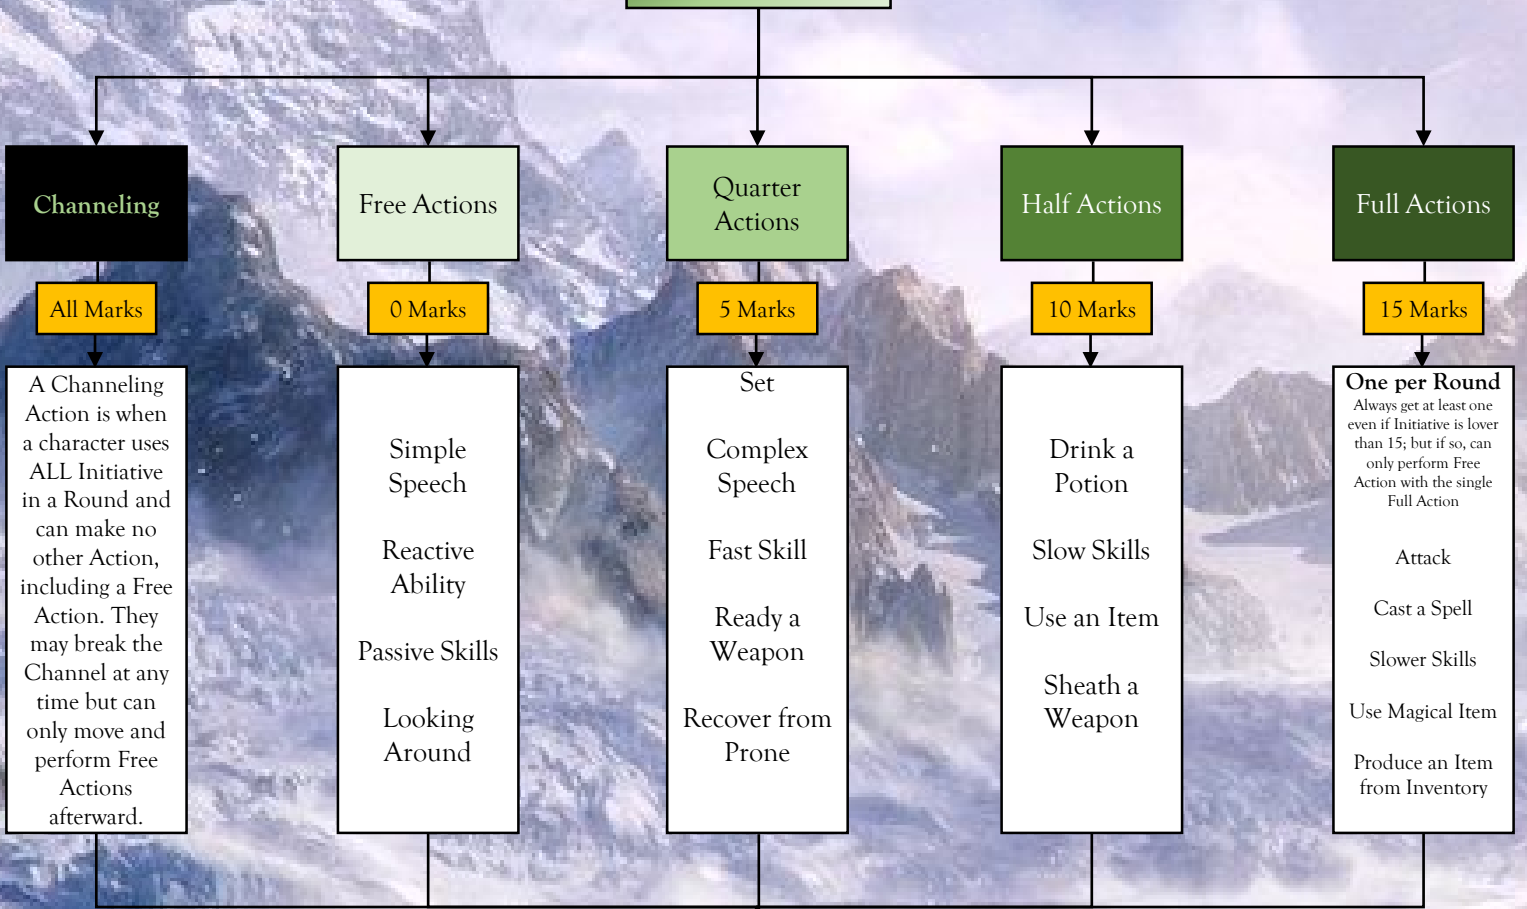 Channeling
All Marks
A Channeling
Action is when
a character uses
ALL Initiative
in a Round and
can make no
other Action,
including a Free
Action. They
may break the
Channel at any
time but can
only move and
perform Free
Actions
afterward.
Free Actions
0 Marks
Simple
Speech
Reactive
Ability
Passive Skills
Looking
Around
Quarter
Actions
5 Marks
Set
Complex
Speech
Fast Skill
Ready a
Weapon
Recover from
Prone
Half Actions
10 Marks
Drink a
Potion
Slow Skills
Use an Item
Sheath a
Weapon
Full Actions
15 Marks
One per Round
Always get at least one
even if Initiative is lover
than 15; but if so, can
only perform Free
Action with the single
Full Action
Attack
Cast a Spell
Slower Skills
Use Magical Item
Produce an Item
from Inventory